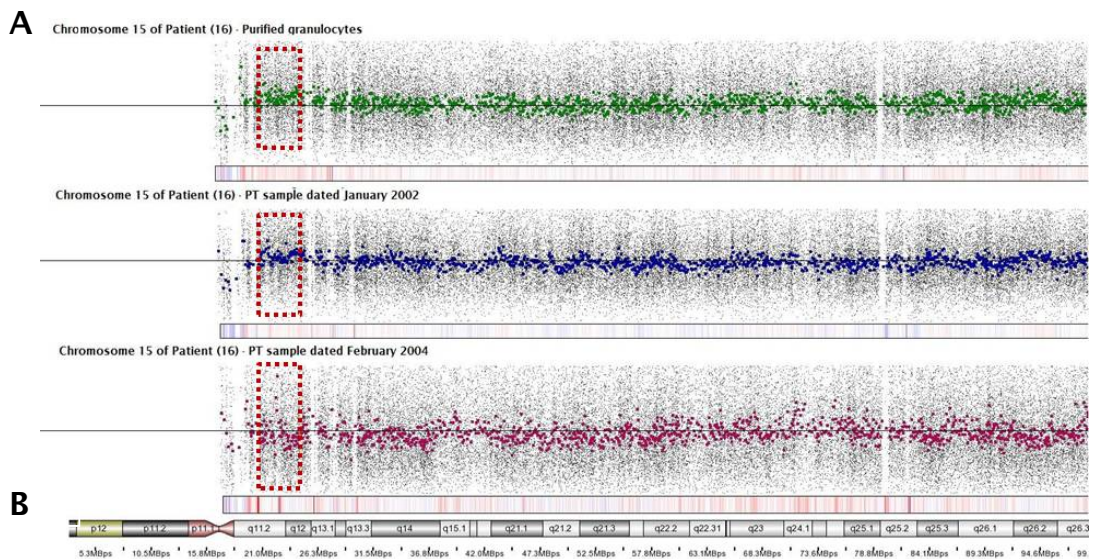 A
Chromosome 15 of Patient (16) - Purified granulocytes
Chromosome 15 of Patient (16) - PT sample dated January 2002
Chromosome 15 of Patient (16) - PT sample dated February 2004
B
p12 p11.2 p11.1 q11.2 q12 q13.1 q13.3 q14 q15.1 q21.1 q21.2 q21.3 q22.2 q22.31 q23 q24.1 q25.1 q25.2 q25.3 q26.1 q26.2 q26.3
5.3MBps 10.5MBps 15.8MBps 21.0MBps 26.3MBps 31.5MBps 36.8MBps 42.0MBps 47.3MBps 52.5MBps 57.8MBps 63.1MBps 68.3MBps 73.6MBps 78.8MBps 84.1MBps 89.3MBps 94.6MBps 99.